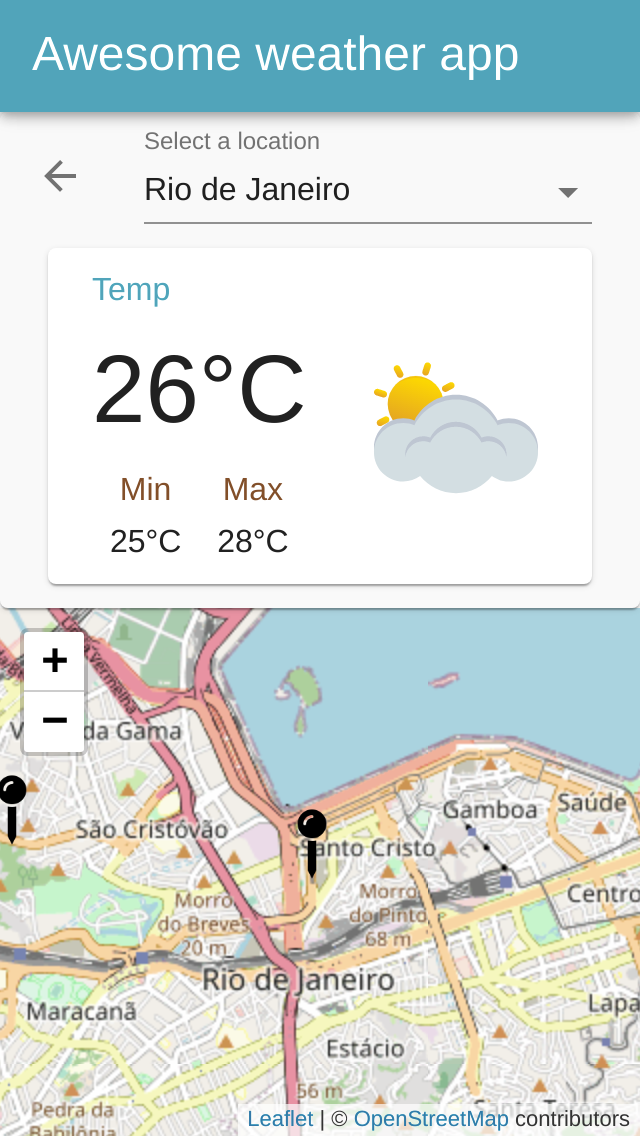 Awesome weather app
Select a location
Rio de Janeiro
Temp
26°C
Min Max
25°C 28°C
+
−
Vermelha
da Gama
São Cristóvão
Gamboa
Saúde
Santo Cristo
Morro
do Breves
20 m
Morro
do Pinto
68 m
Centro
Rio de Janeiro
Maracanã
Lapa
Estácio
56 m
Pedra da
Babilônia
Leaflet | © OpenStreetMap contributors